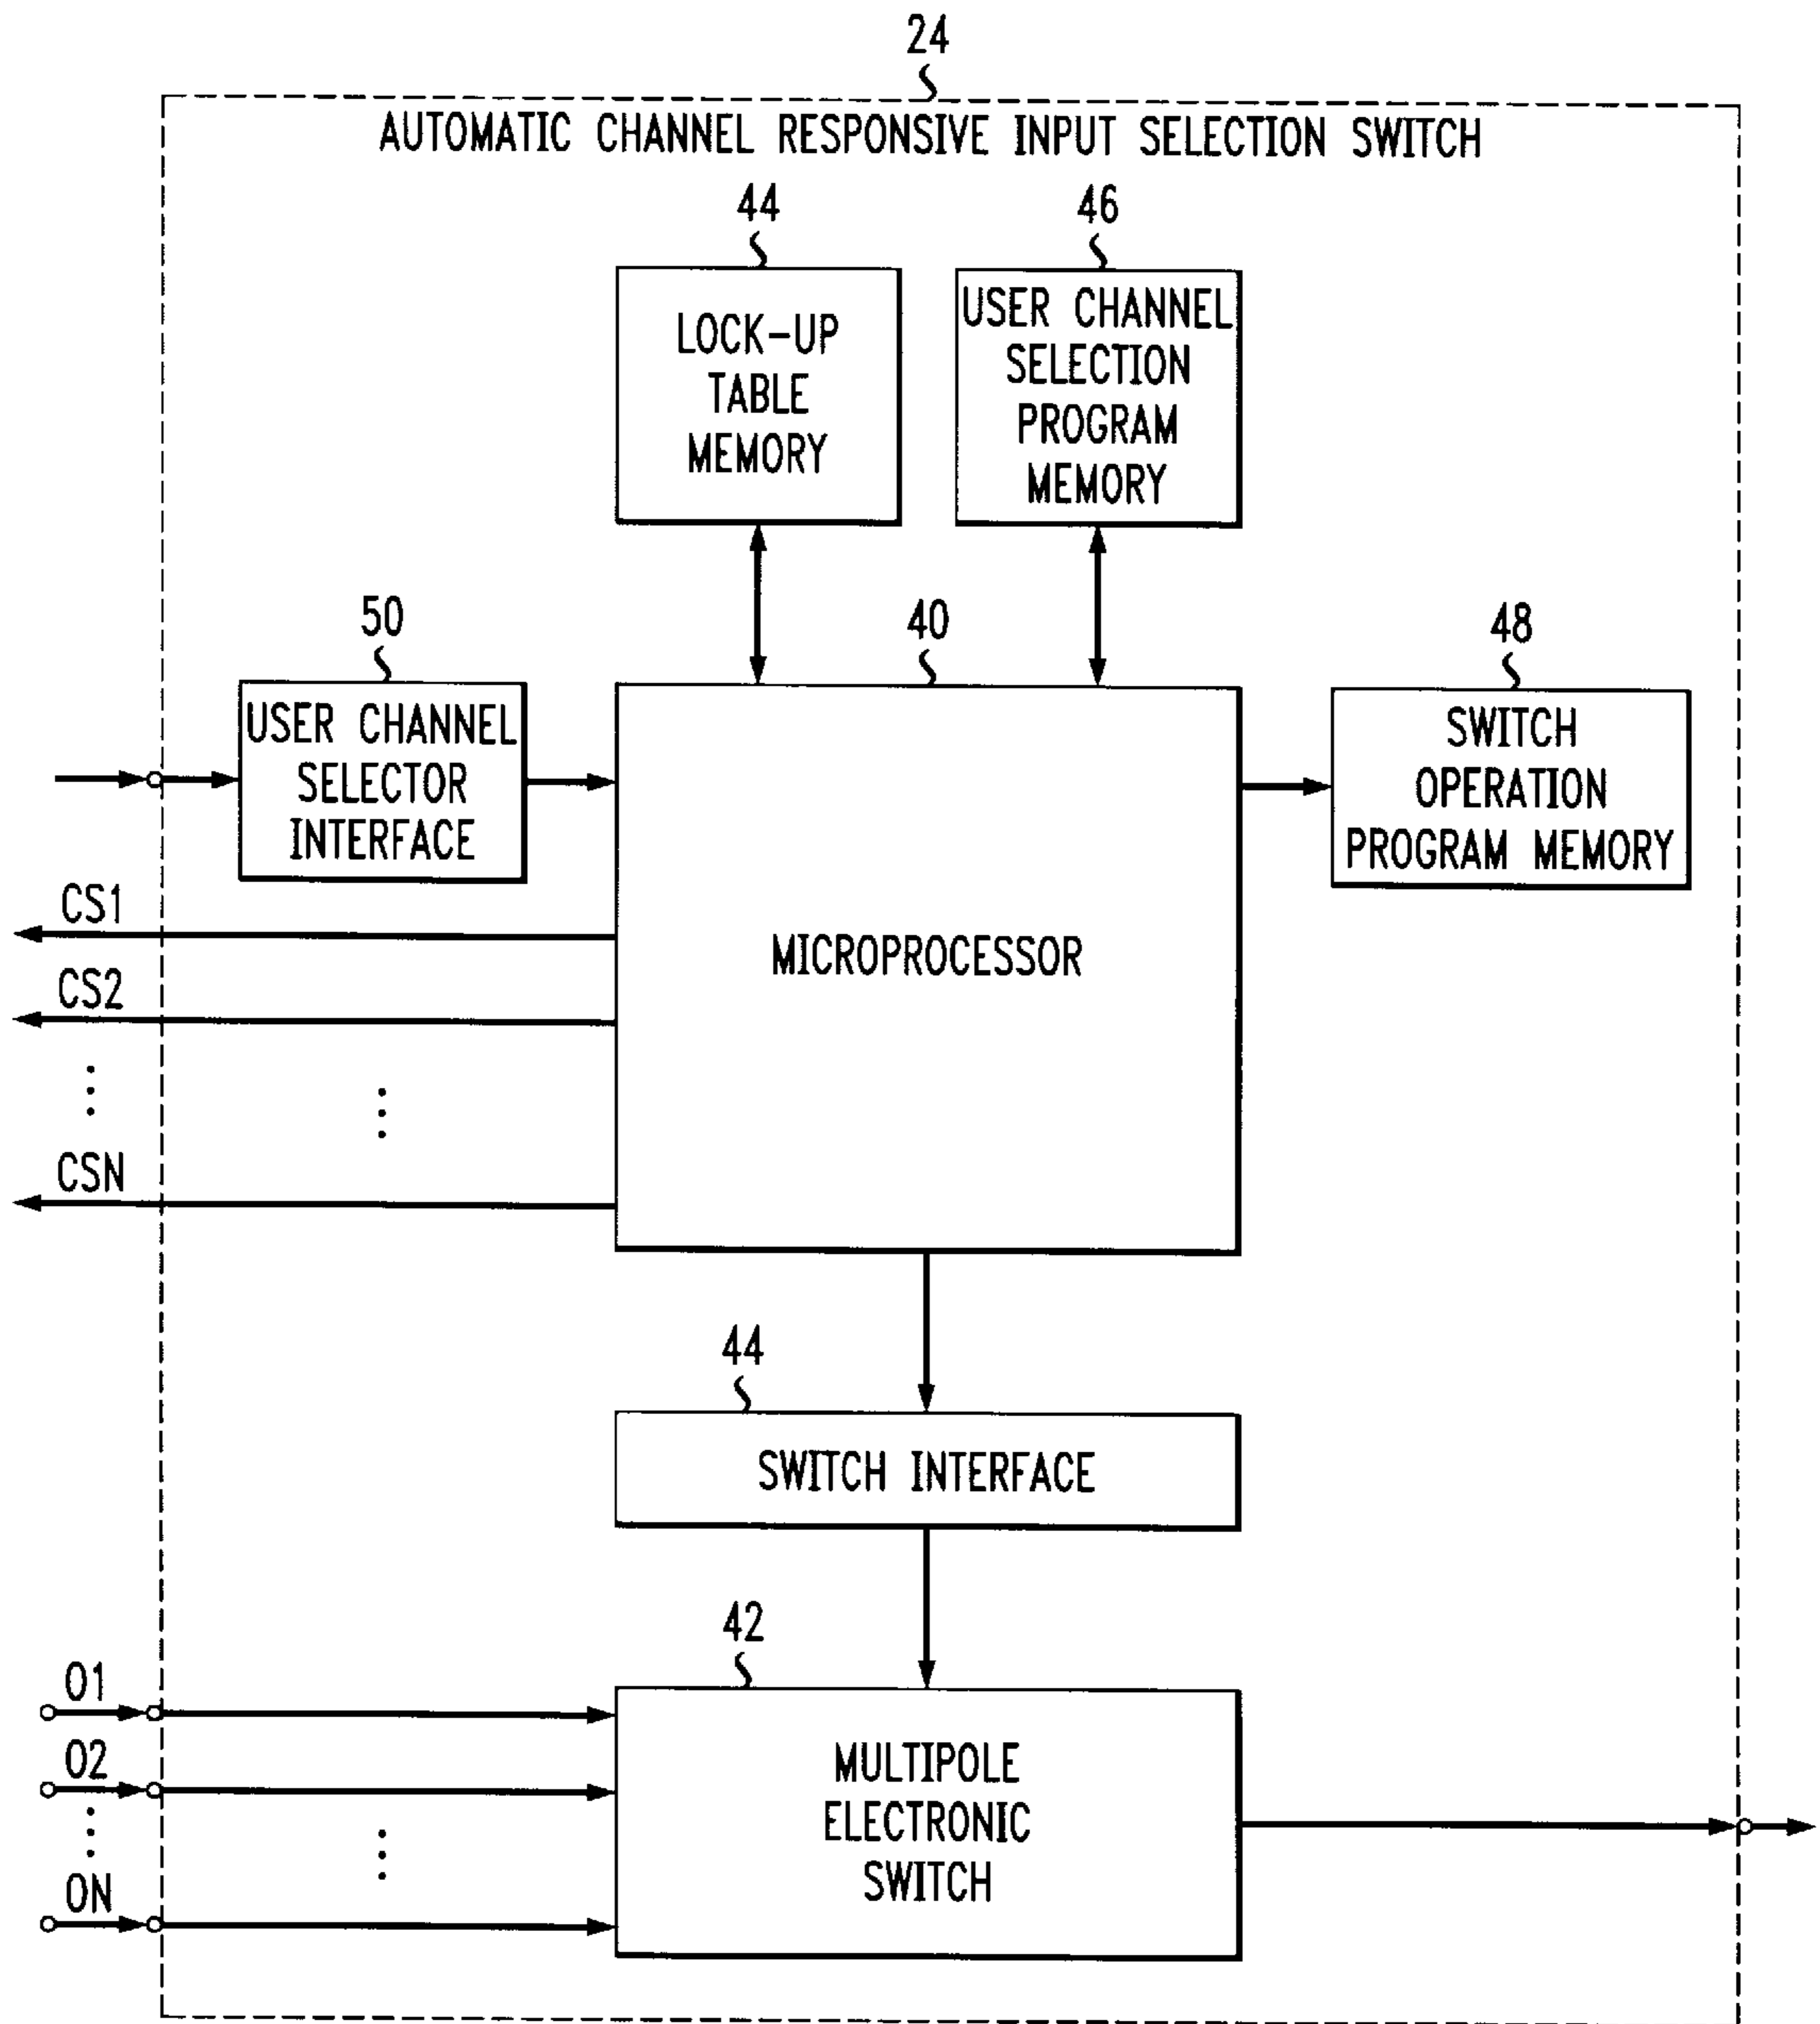 24
AUTOMATIC CHANNEL RESPONSIVE INPUT SELECTION SWITCH
44
46
LOCK-UP
TABLE
MEMORY
USER CHANNEL
SELECTION
PROGRAM
MEMORY
50
40
48
USER CHANNEL
SELECTOR
INTERFACE
MICROPROCESSOR
SWITCH
OPERATION
PROGRAM MEMORY
CS1
CS2
CSN
44
SWITCH INTERFACE
42
O1
O2
ON
MULTIPOLE
ELECTRONIC
SWITCH